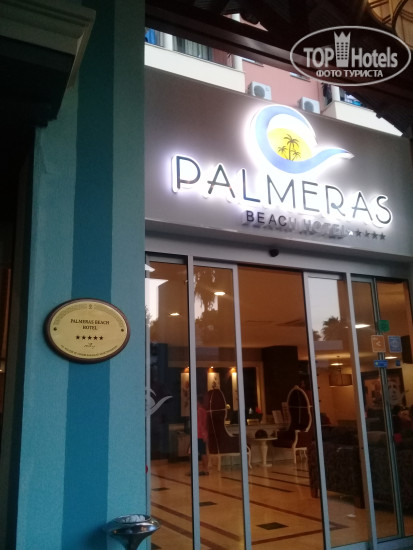 TOP Hotels
ФОТО ТУРИСТА
PALMERAS
BEACH HOTEL ★★★★
PALMERAS BEACH
HOTEL
★★★★★